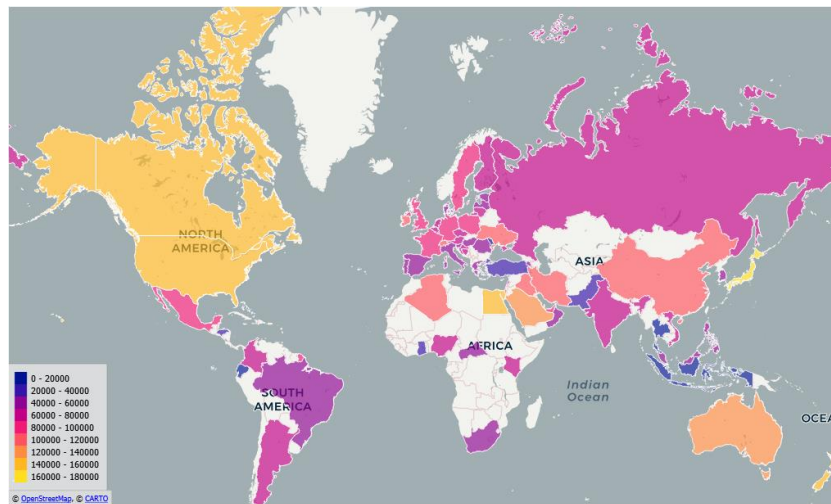 NORTH
AMERICA
ASIA
AFRICA
SOUTH
AMERICA
Indian
Ocean
OCEA
0 - 20000
20000 - 40000
40000 - 60000
60000 - 80000
80000 - 100000
100000 - 120000
120000 - 140000
140000 - 160000
160000 - 180000
© OpenStreetMap, © CARTO